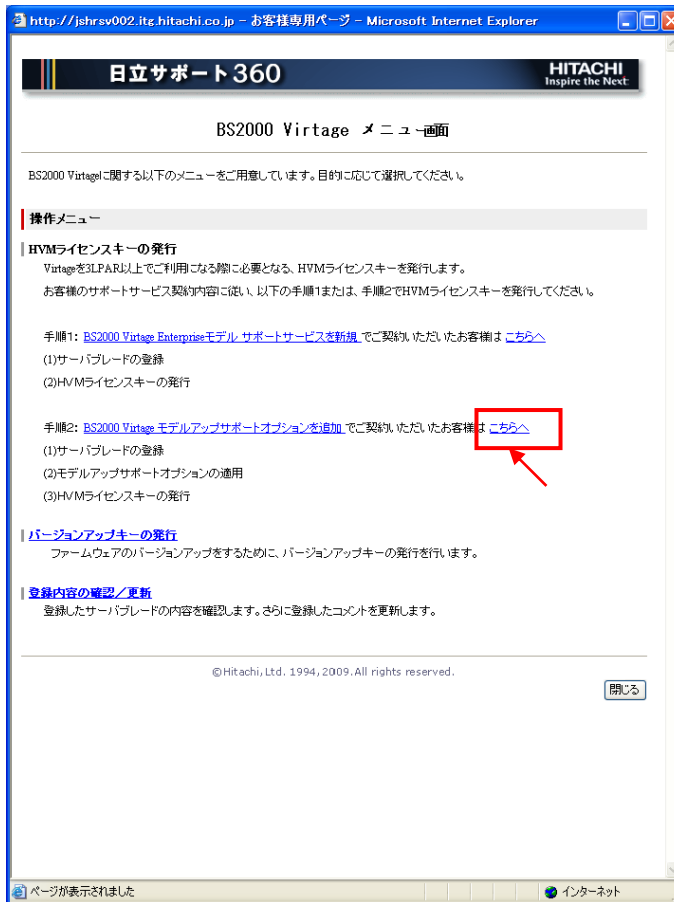 http://jshrsv002.itg.hitachi.co.jp - お客様専用ページ - Microsoft Internet Explorer
日立サポート360
HITACHI
Inspire the Next
BS2000 Virtage メニュー画面
BS2000 Virtageに関する以下のメニューをご用意しています。目的に応じて選択してください。
操作メニュー
HVMライセンスキーの発行
Virtageを3LPAR以上でご利用になる際に必要となる、HVMライセンスキーを発行します。
お客様のサポートサービス契約内容に従い、以下の手順1または、手順2でHVMライセンスキーを発行してください。
手順1: BS2000 Virtage Enterpriseモデル サポートサービスを新規 でご契約いただいたお客様は こちらへ
(1)サーバブレードの登録
(2)HVMライセンスキーの発行
手順2: BS2000 Virtage モデルアップサポートオプションを追加 でご契約いただいたお客様は こちらへ
(1)サーバブレードの登録
(2)モデルアップサポートオプションの適用
(3)HVMライセンスキーの発行
バージョンアップキーの発行
ファームウェアのバージョンアップをするために、バージョンアップキーの発行を行います。
登録内容の確認／更新
登録したサーバブレードの内容を確認します。さらに登録したコメントを更新します。
©Hitachi, Ltd. 1994, 2009. All rights reserved.
閉じる
ページが表示されました
インターネット